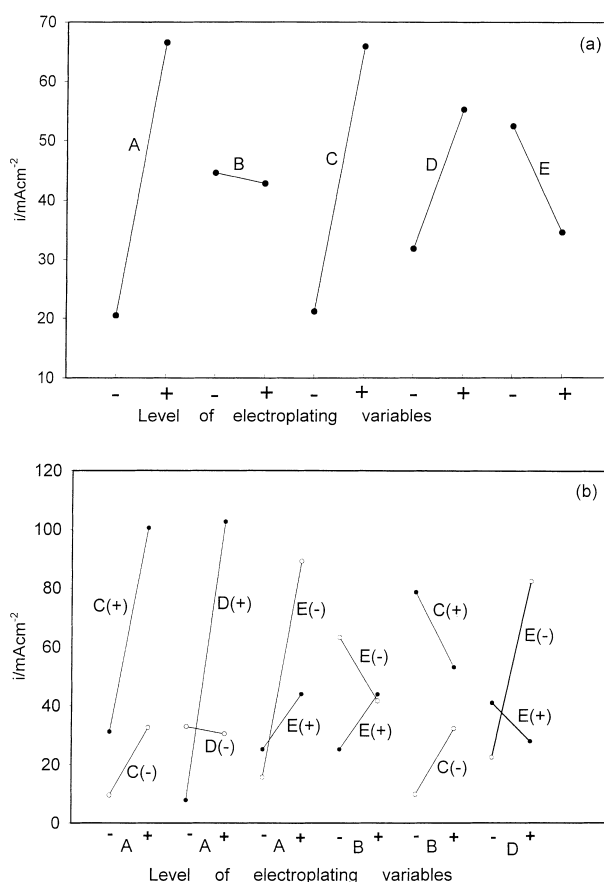 70
(a)
60
50
40
30
20
10
i/mAcm-2
A
B
C
D
E
- + - + - + - + - +
Level of electroplating variables
120
(b)
100
80
60
40
20
0
i/mAcm-2
C(+)
C(-)
D(+)
D(-)
E(-)
E(+)
E(-)
E(+)
C(+)
C(-)
E(-)
E(+)
- + - + - + - + - + - +
A A A B B D
Level of electroplating variables